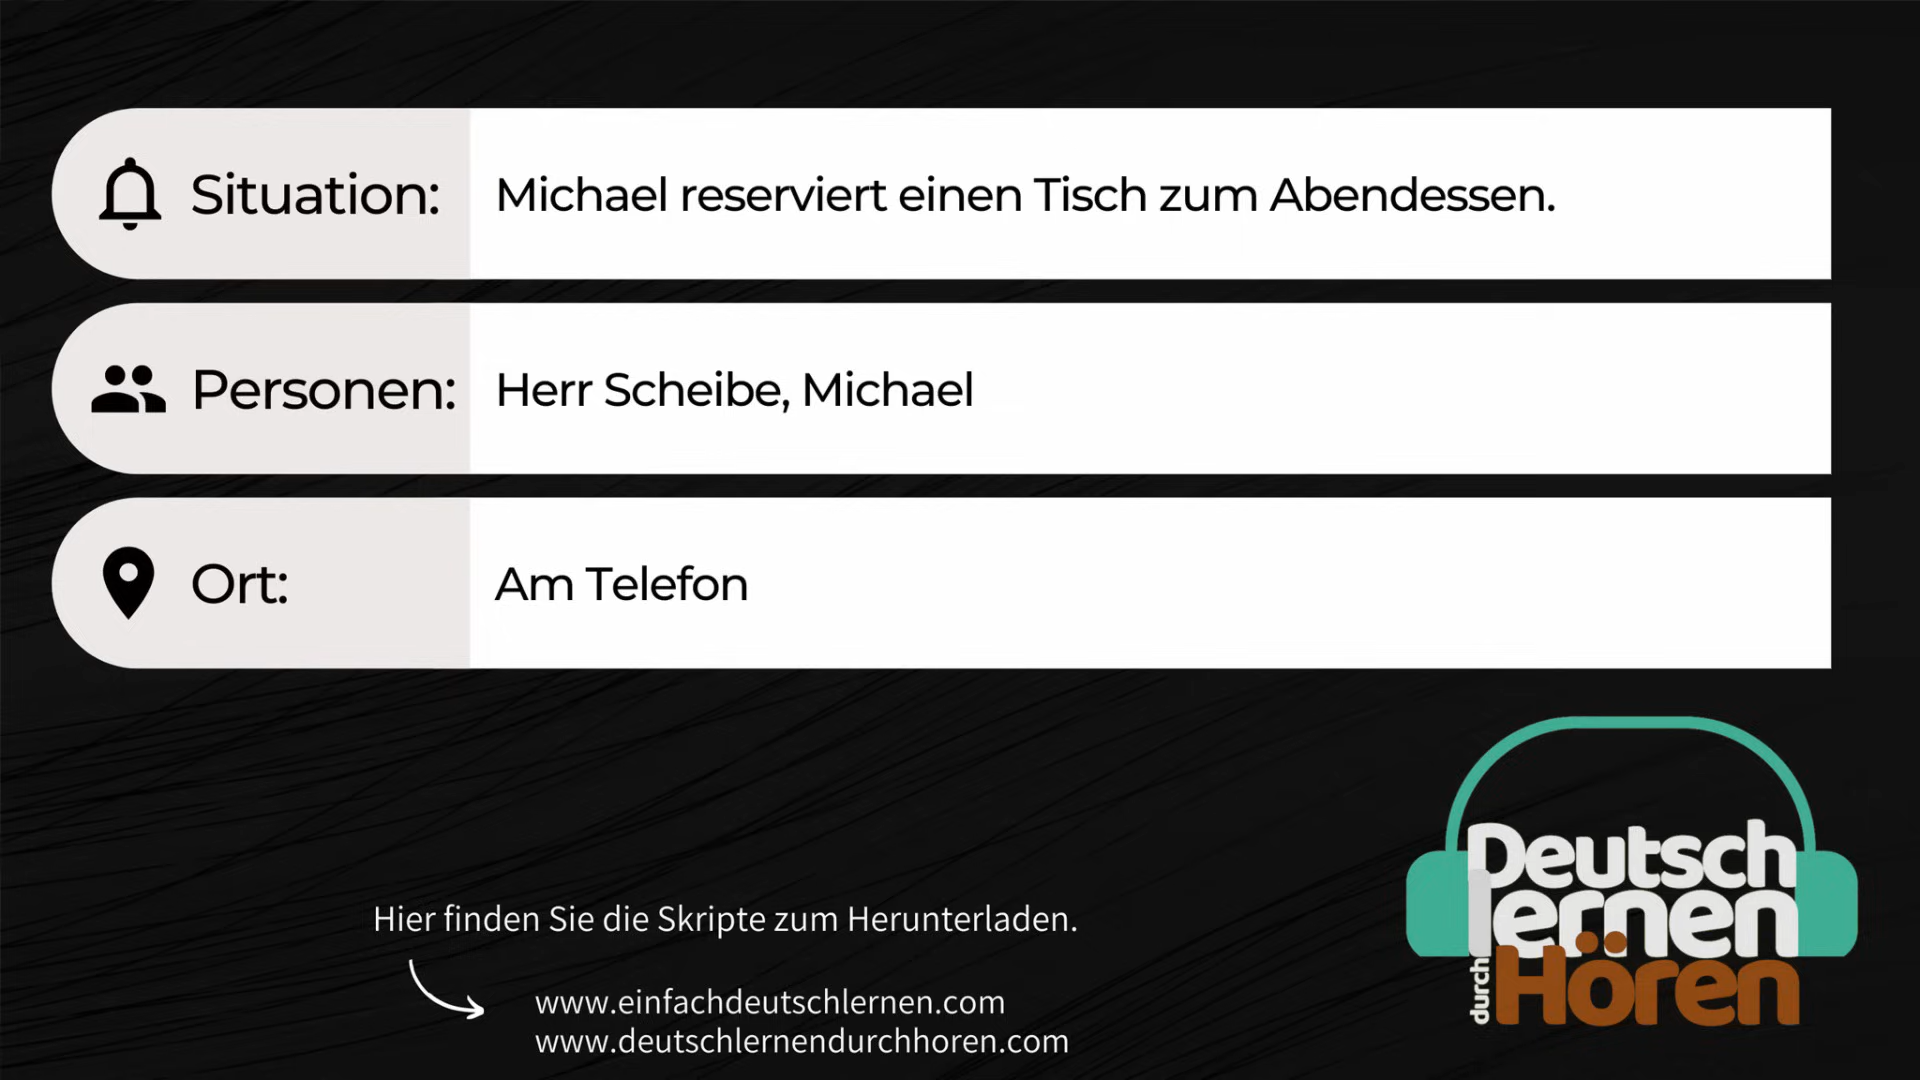 Situation: Michael reserviert einen Tisch zum Abendessen.
Personen: Herr Scheibe, Michael
Ort: Am Telefon
Hier finden Sie die Skripte zum Herunterladen.
www.einfachdeutschlernen.com
www.deutschlernendurchhoren.com
Deutsch
lernen
durch Hören